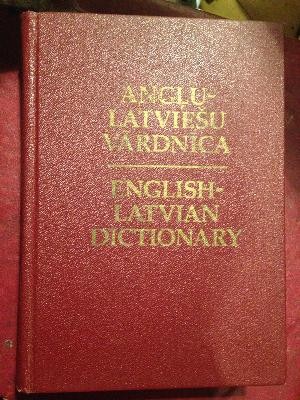 ANGĻU-
LATVIEŠU
VĀRDNĪCA
ENGLISH-
LATVIAN
DICTIONARY